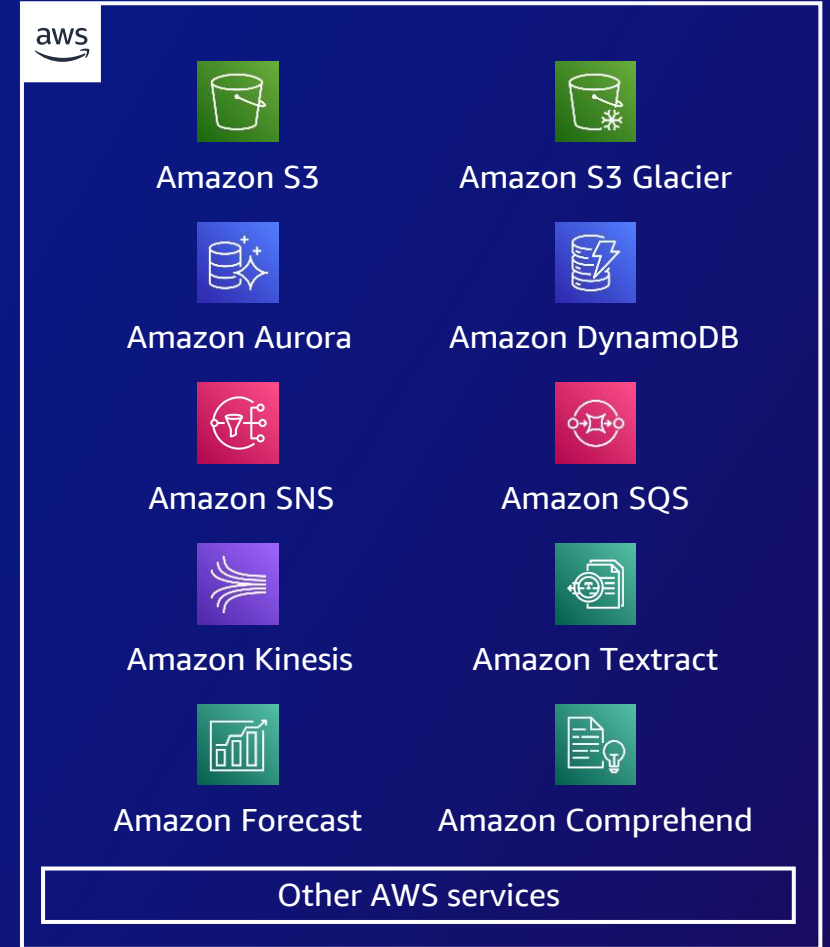 aws
Amazon S3
Amazon S3 Glacier
Amazon Aurora
Amazon DynamoDB
Amazon SNS
Amazon SQS
Amazon Kinesis
Amazon Textract
Amazon Forecast
Amazon Comprehend
Other AWS services